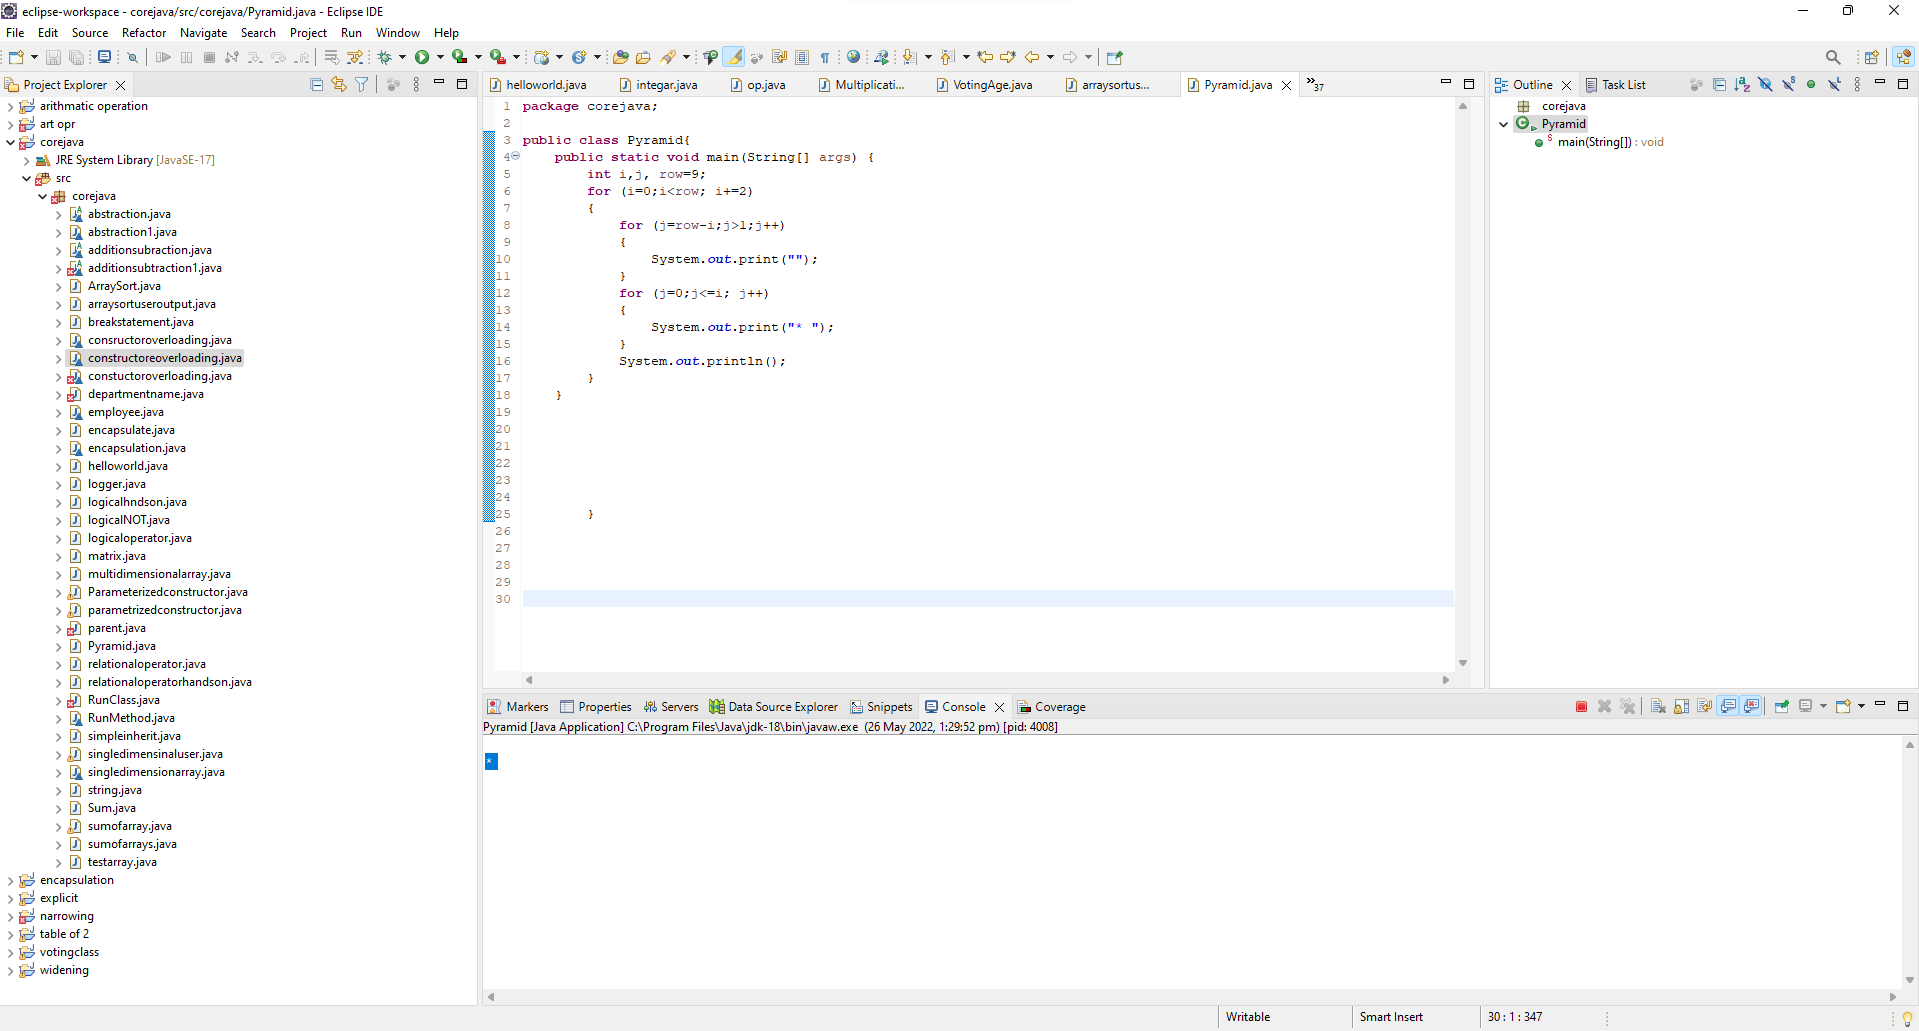 eclipse-workspace - corejava/src/corejava/Pyramid.java - Eclipse IDE
File Edit Source Refactor Navigate Search Project Run Window Help
Project Explorer
arithmatic operation
art opr
corejava
JRE System Library [JavaSE-17]
src
corejava
abstraction.java
abstraction1.java
additionsubraction.java
additionsubtraction1.java
ArraySort.java
arraysortuseroutput.java
breakstatement.java
consructoroverloading.java
constructoreoverloading.java
constuctoroverloading.java
departmentname.java
employee.java
encapsulate.java
encapsulation.java
helloworld.java
logger.java
logicalhndson.java
logicalNOT.java
logicaloperator.java
matrix.java
multidimensionalarray.java
Parameterizedconstructor.java
parametrizedconstructor.java
parent.java
Pyramid.java
relationaloperator.java
relationaloperatorhandson.java
RunClass.java
RunMethod.java
simpleinherit.java
singledimensinaluser.java
singledimensionarray.java
string.java
Sum.java
sumofarray.java
sumofarrays.java
testarray.java
encapsulation
explicit
narrowing
table of 2
votingclass
widening
helloworld.java integar.java op.java Multiplicati... VotingAge.java arraysortus... Pyramid.java »37
1 package corejava;
2
3 public class Pyramid{
4 public static void main(String[] args) {
5 int i,j, row=9;
6 for (i=0;i<row; i+=2)
7 {
8 for (j=row-i;j>1;j++)
9 {
10 System.out.print("");
11 }
12 for (j=0;j<=i; j++)
13 {
14 System.out.print("* ");
15 }
16 System.out.println();
17 }
18 }
19
20
21
22
23
24
25 }
26
27
28
29
30
Outline Task List
corejava
Pyramid
main(String[]) : void
Markers Properties Servers Data Source Explorer Snippets Console Coverage
Pyramid [Java Application] C:\Program Files\Java\jdk-18\bin\javaw.exe (26 May 2022, 1:29:52 pm) [pid: 4008]
*
Writable Smart Insert 30 : 1 : 347